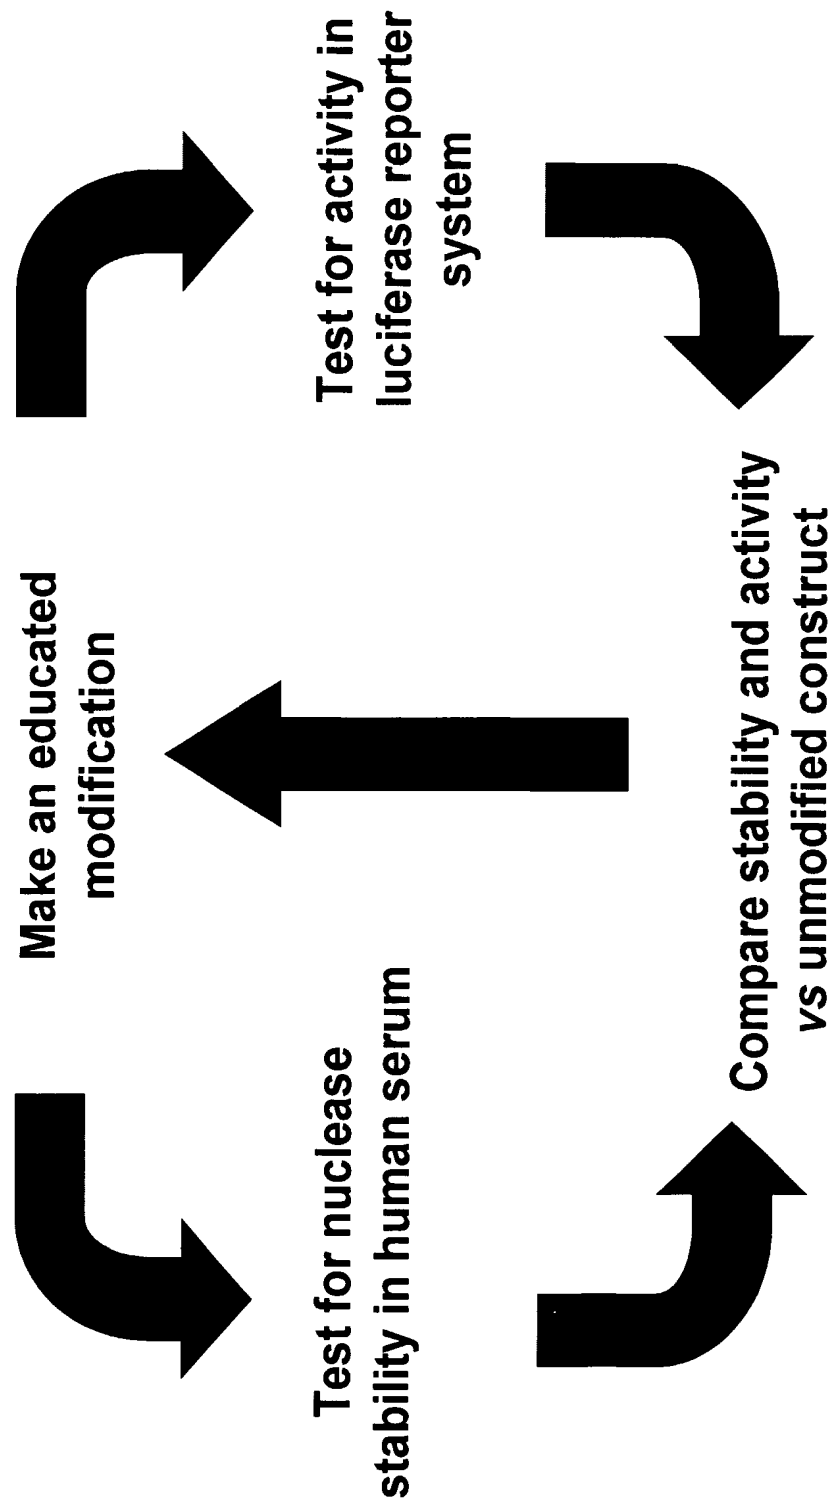 Make an educated
modification
Test for nuclease
stability in human serum
Test for activity in
luciferase reporter
system
Compare stability and activity
vs unmodified construct